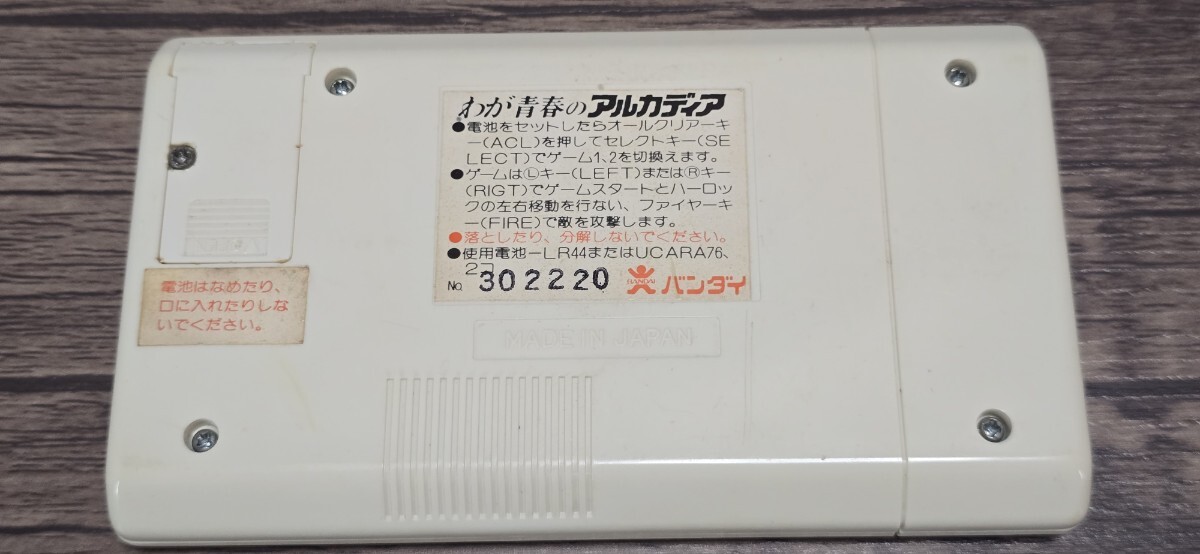 わが青春のアルカディア
●電池をセットしたらオールクリアーキ
ー(ACL)を押してセレクトキー(SE
LECT)でゲーム1、2を切換えます。
●ゲームはⓁキー(LEFT)またはⓇキー
(RIGT)でゲームスタートとハーロッ
クの左右移動を行ない、ファイヤーキ
ー(FIRE)で敵を攻撃します。
●落としたり、分解しないでください。
●使用電池ーLR44またはUCARA76、
2コ
No. 302220 BANDAI バンダイ
電池はなめたり、
口に入れたりしな
いでください。
MADE IN JAPAN